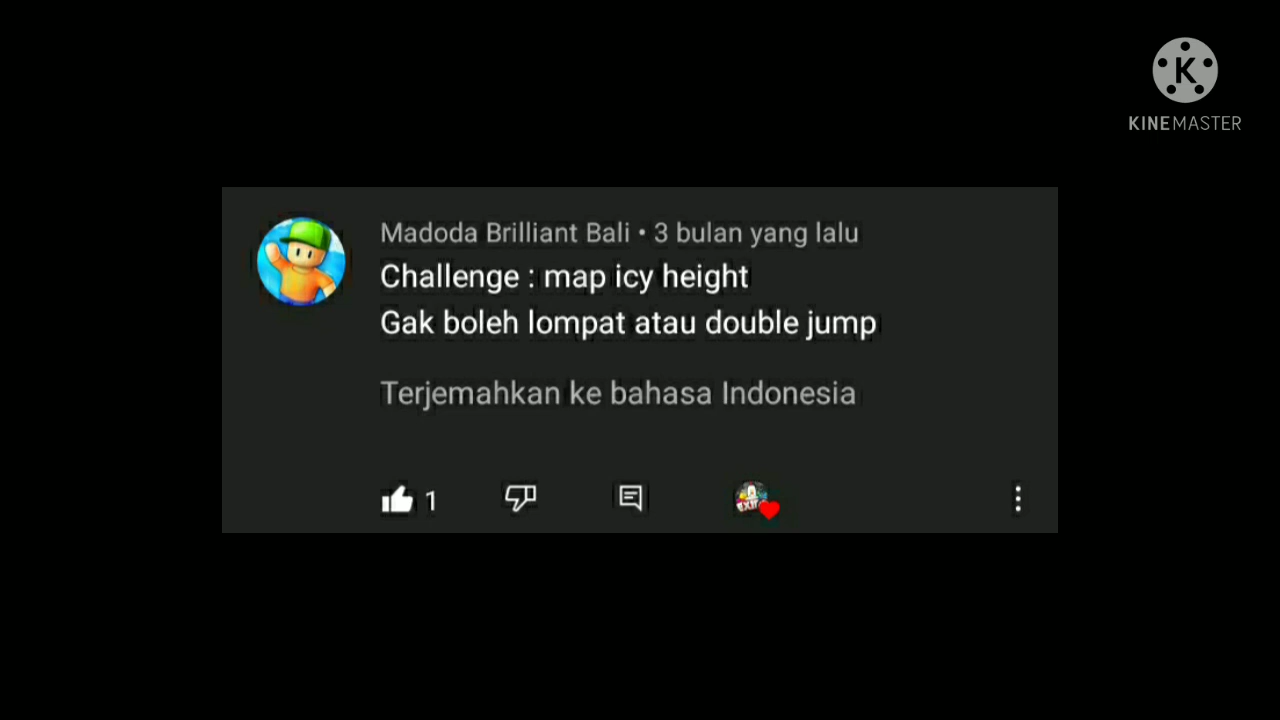 KINEMASTER
Madoda Brilliant Bali • 3 bulan yang lalu
Challenge : map icy height
Gak boleh lompat atau double jump
Terjemahkan ke bahasa Indonesia
1